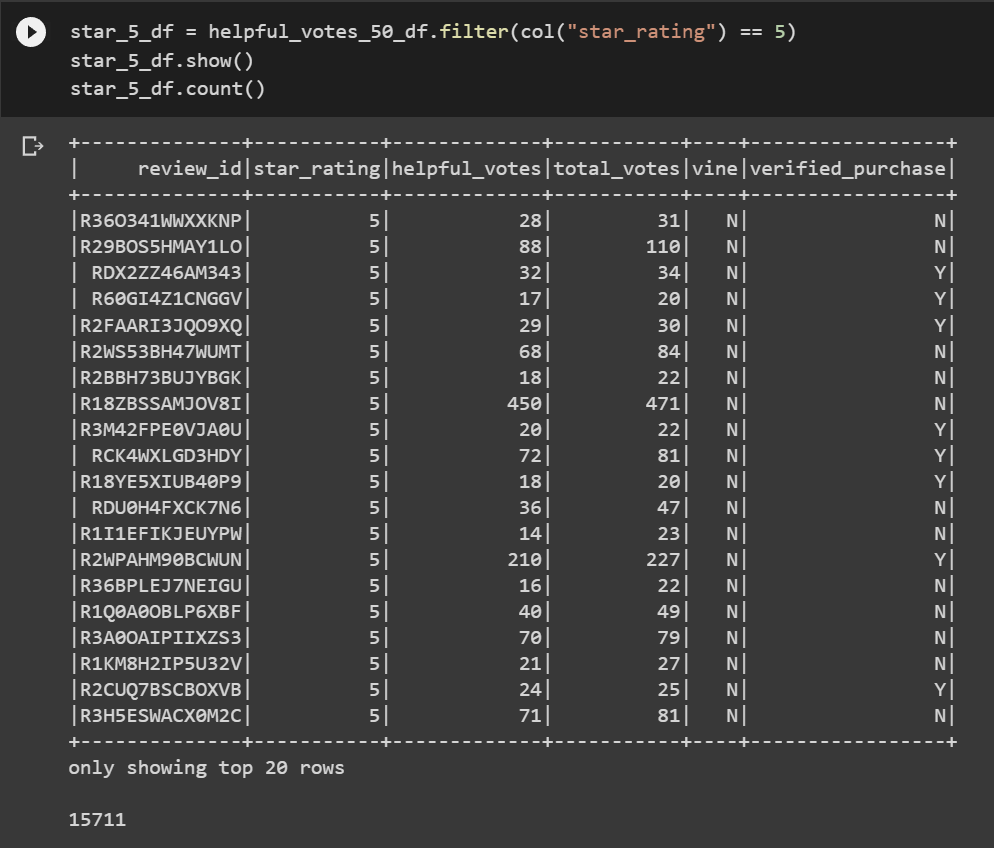 star_5_df = helpful_votes_50_df.filter(col("star_rating") == 5)
star_5_df.show()
star_5_df.count()
+--------------+-----------+-------------+-----------+----+-----------------+
|     review_id|star_rating|helpful_votes|total_votes|vine|verified_purchase|
+--------------+-----------+-------------+-----------+----+-----------------+
|R36O341WWXXKNP|          5|           28|         31|   N|                N|
|R29BOS5HMAY1LO|          5|           88|        110|   N|                N|
| RDX2ZZ46AM343|          5|           32|         34|   N|                Y|
| R60GI4Z1CNGGV|          5|           17|         20|   N|                Y|
|R2FAARI3JQO9XQ|          5|           29|         30|   N|                Y|
|R2WS53BH47WUMT|          5|           68|         84|   N|                N|
|R2BBH73BUJYBGK|          5|           18|         22|   N|                N|
|R18ZBSSAMJOV8I|          5|          450|        471|   N|                N|
|R3M42FPE0VJA0U|          5|           20|         22|   N|                Y|
| RCK4WXLGD3HDY|          5|           72|         81|   N|                Y|
|R18YE5XIUB40P9|          5|           18|         20|   N|                Y|
| RDU0H4FXCK7N6|          5|           36|         47|   N|                N|
|R1I1EFIKJEUYPW|          5|           14|         23|   N|                N|
|R2WPAHM90BCWUN|          5|          210|        227|   N|                Y|
|R36BPLEJ7NEIGU|          5|           16|         22|   N|                N|
|R1Q0A0OBLP6XBF|          5|           40|         49|   N|                N|
|R3A0OAIPIIXZS3|          5|           70|         79|   N|                N|
|R1KM8H2IP5U32V|          5|           21|         27|   N|                N|
|R2CUQ7BSCBOXVB|          5|           24|         25|   N|                Y|
|R3H5ESWACX0M2C|          5|           71|         81|   N|                N|
+--------------+-----------+-------------+-----------+----+-----------------+
only showing top 20 rows
15711